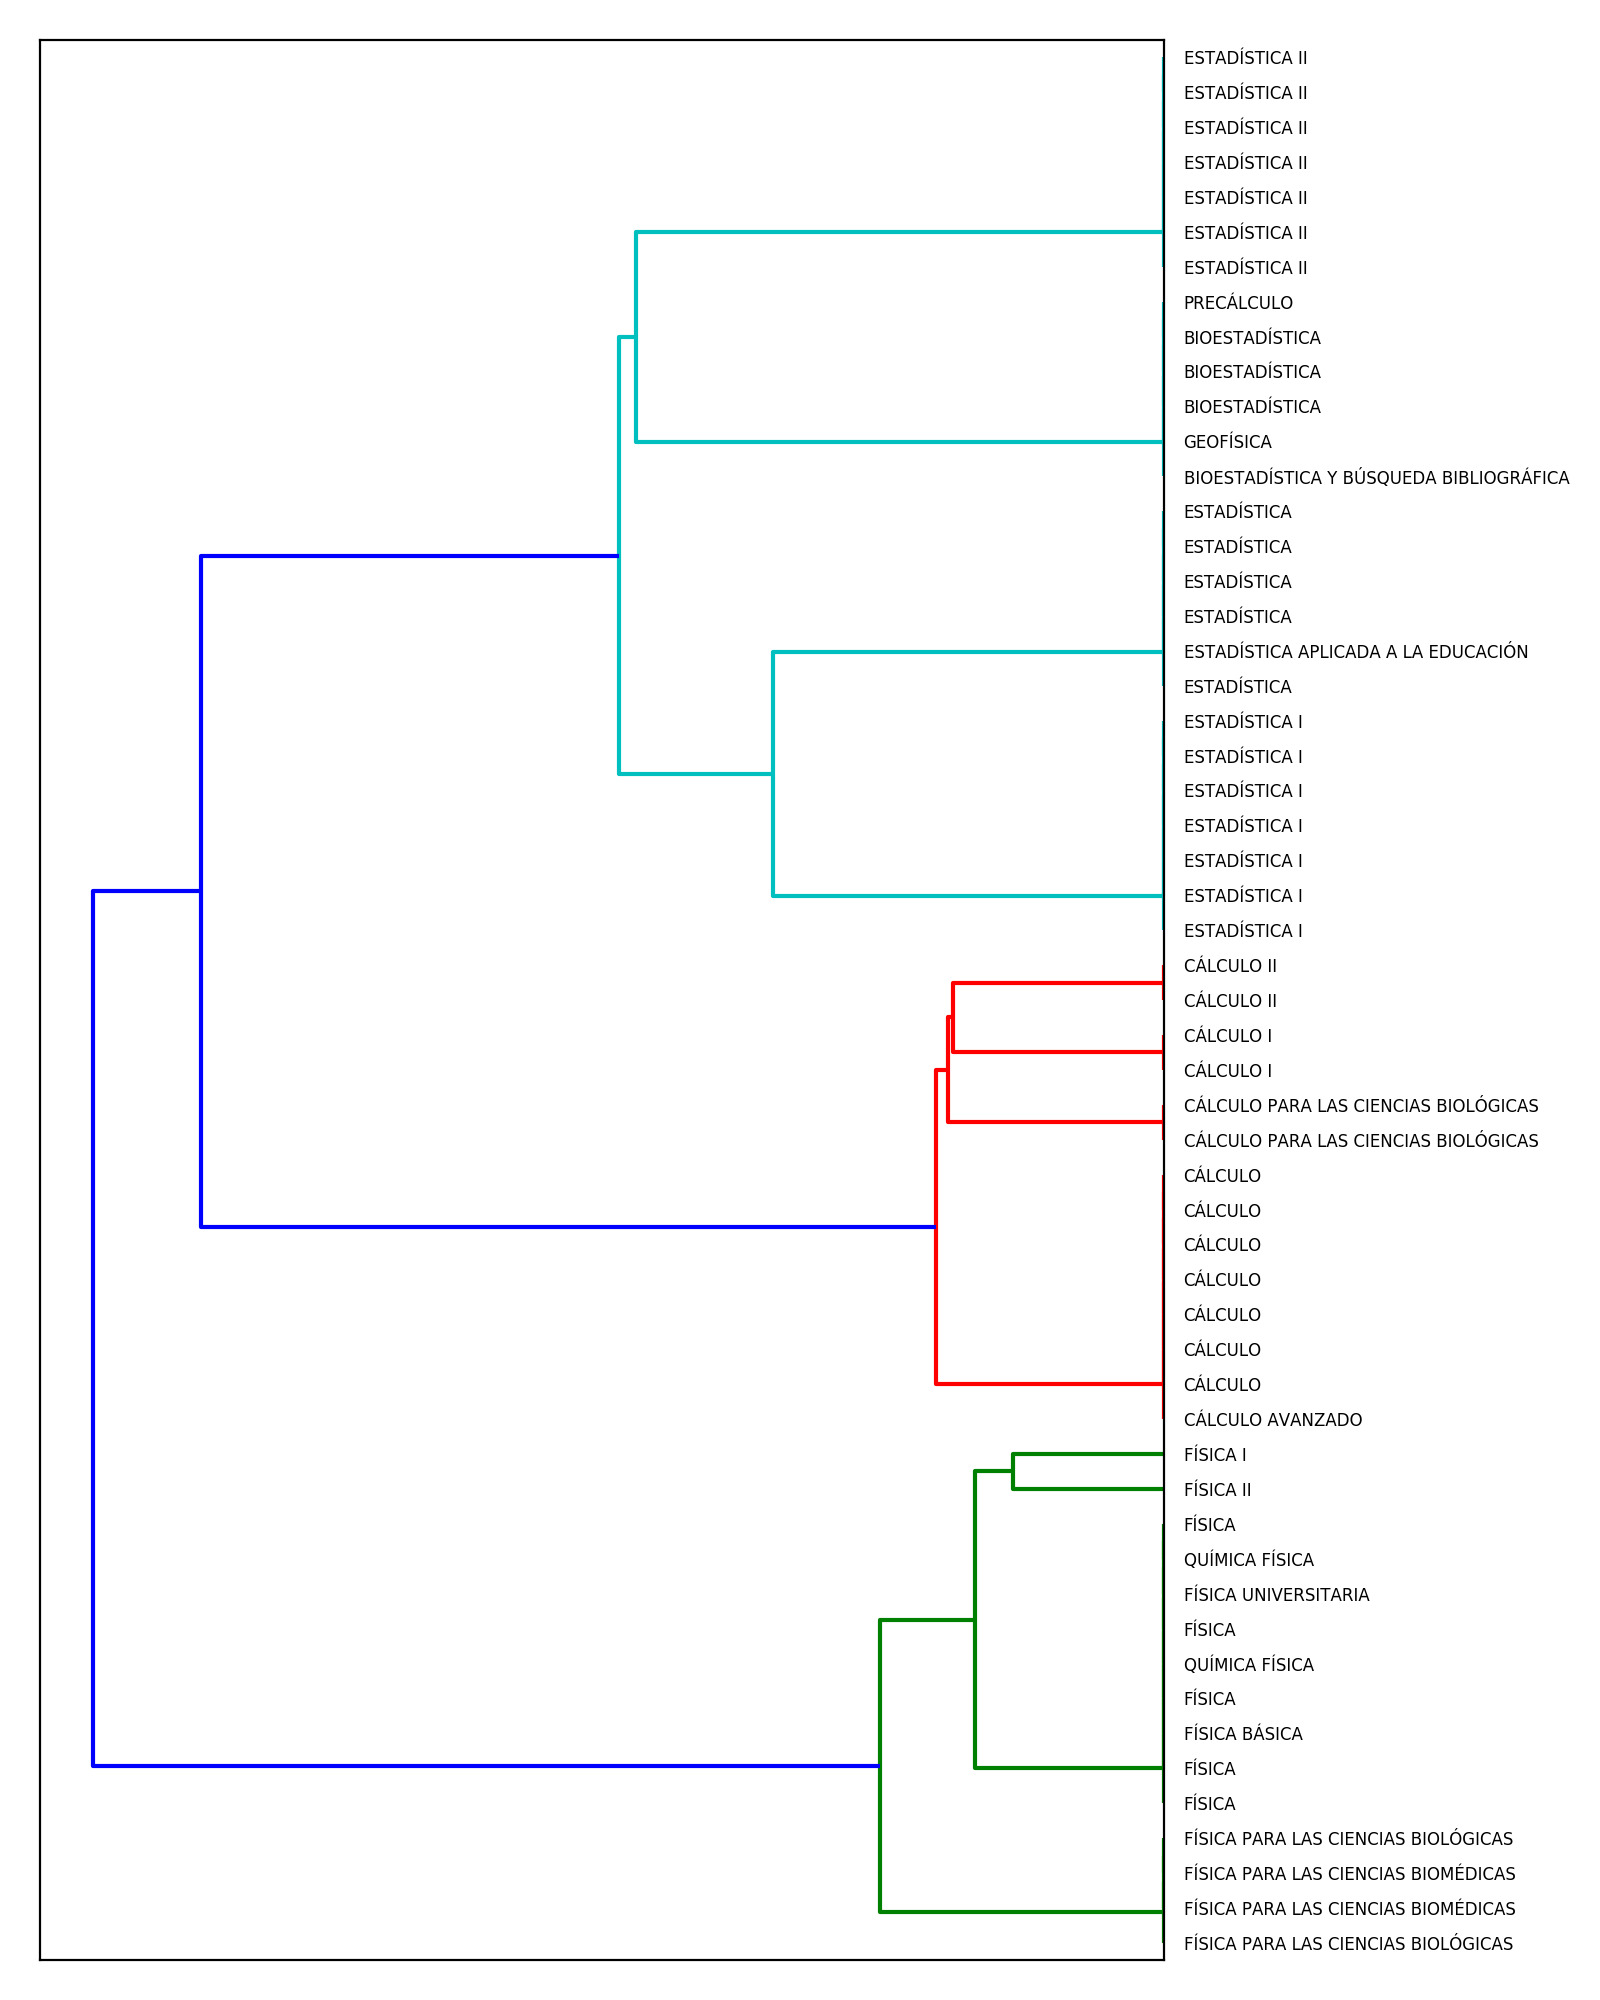 ESTADÍSTICA II
ESTADÍSTICA II
ESTADÍSTICA II
ESTADÍSTICA II
ESTADÍSTICA II
ESTADÍSTICA II
ESTADÍSTICA II
PRECÁLCULO
BIOESTADÍSTICA
BIOESTADÍSTICA
BIOESTADÍSTICA
GEOFÍSICA
BIOESTADÍSTICA Y BÚSQUEDA BIBLIOGRÁFICA
ESTADÍSTICA
ESTADÍSTICA
ESTADÍSTICA
ESTADÍSTICA
ESTADÍSTICA APLICADA A LA EDUCACIÓN
ESTADÍSTICA
ESTADÍSTICA I
ESTADÍSTICA I
ESTADÍSTICA I
ESTADÍSTICA I
ESTADÍSTICA I
ESTADÍSTICA I
ESTADÍSTICA I
CÁLCULO II
CÁLCULO II
CÁLCULO I
CÁLCULO I
CÁLCULO PARA LAS CIENCIAS BIOLÓGICAS
CÁLCULO PARA LAS CIENCIAS BIOLÓGICAS
CÁLCULO
CÁLCULO
CÁLCULO
CÁLCULO
CÁLCULO
CÁLCULO
CÁLCULO
CÁLCULO AVANZADO
FÍSICA I
FÍSICA II
FÍSICA
QUÍMICA FÍSICA
FÍSICA UNIVERSITARIA
FÍSICA
QUÍMICA FÍSICA
FÍSICA
FÍSICA BÁSICA
FÍSICA
FÍSICA
FÍSICA PARA LAS CIENCIAS BIOLÓGICAS
FÍSICA PARA LAS CIENCIAS BIOMÉDICAS
FÍSICA PARA LAS CIENCIAS BIOMÉDICAS
FÍSICA PARA LAS CIENCIAS BIOLÓGICAS